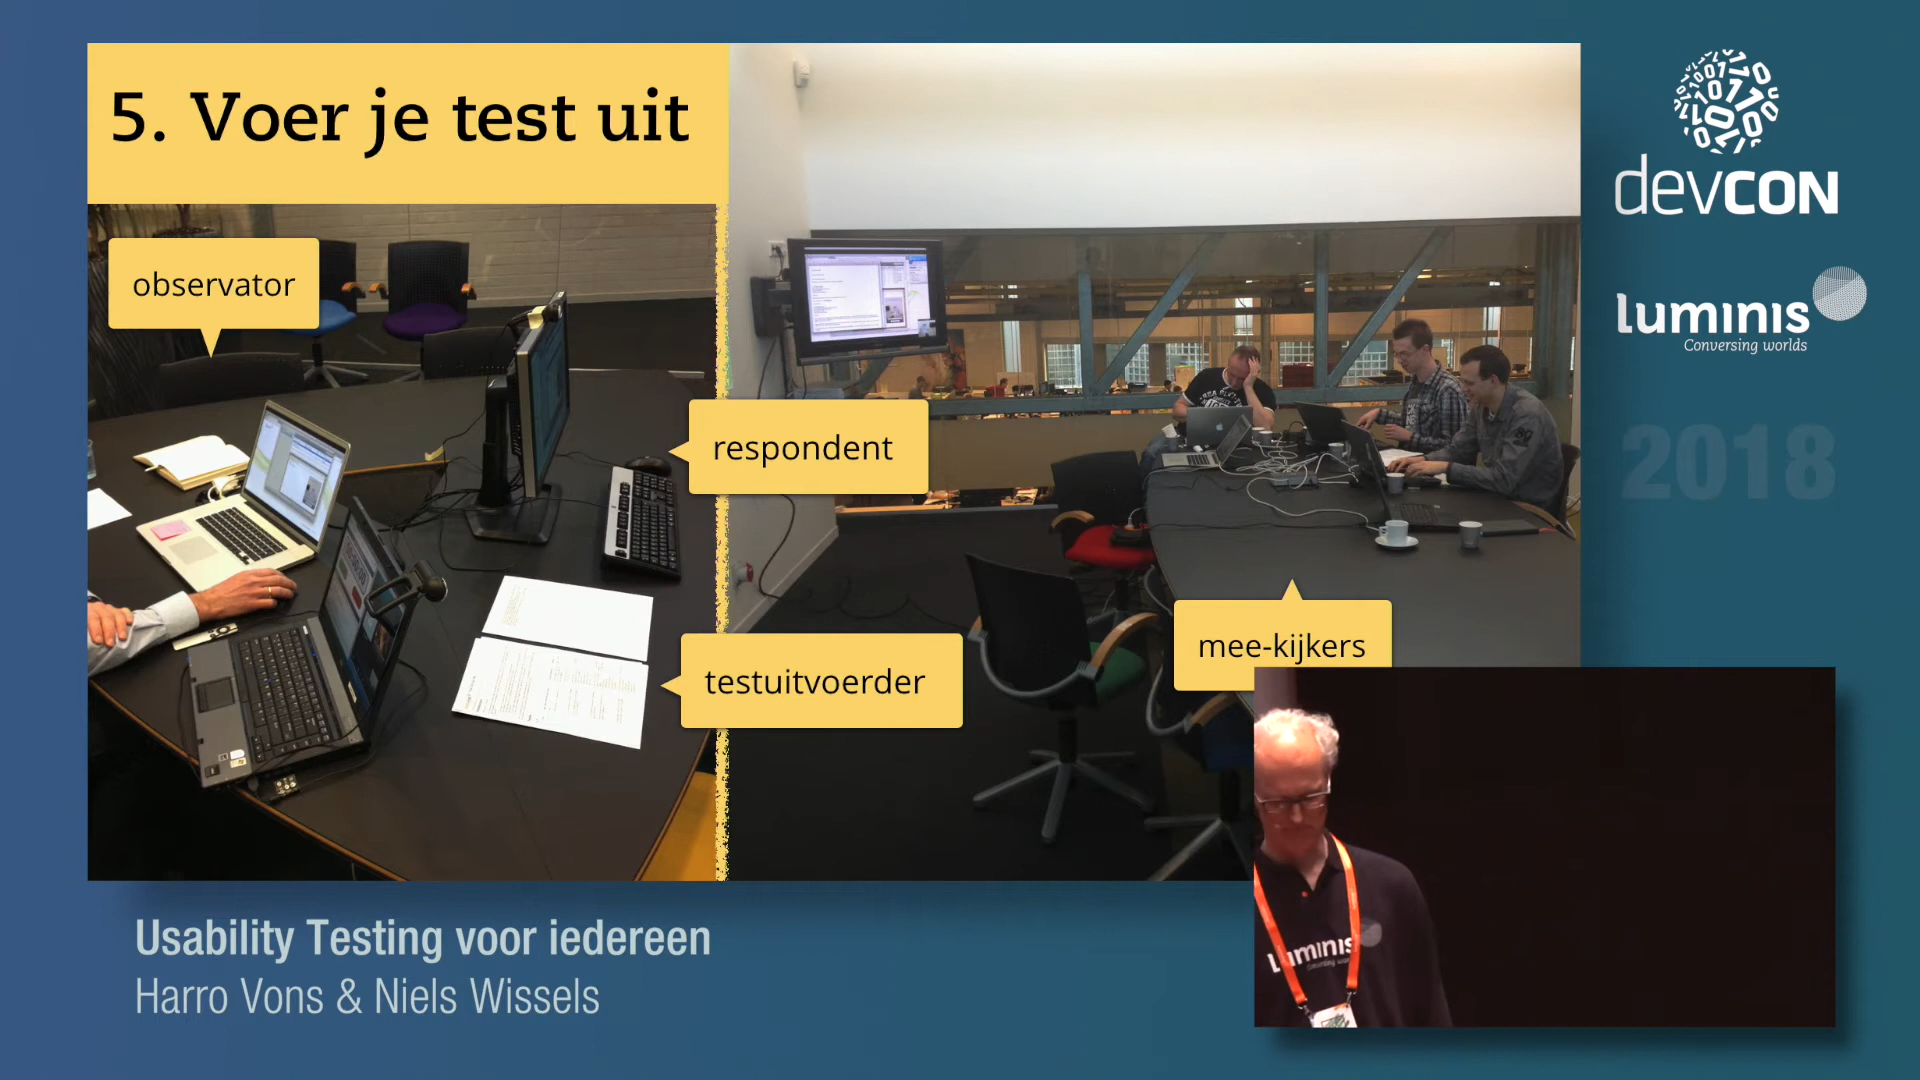 5. Voer je test uit
observator
respondent
testuitvoerder
mee-kijkers
devcon
luminis
Conversing worlds
2018
luminis
Usability Testing voor iedereen
Harro Vons & Niels Wissels